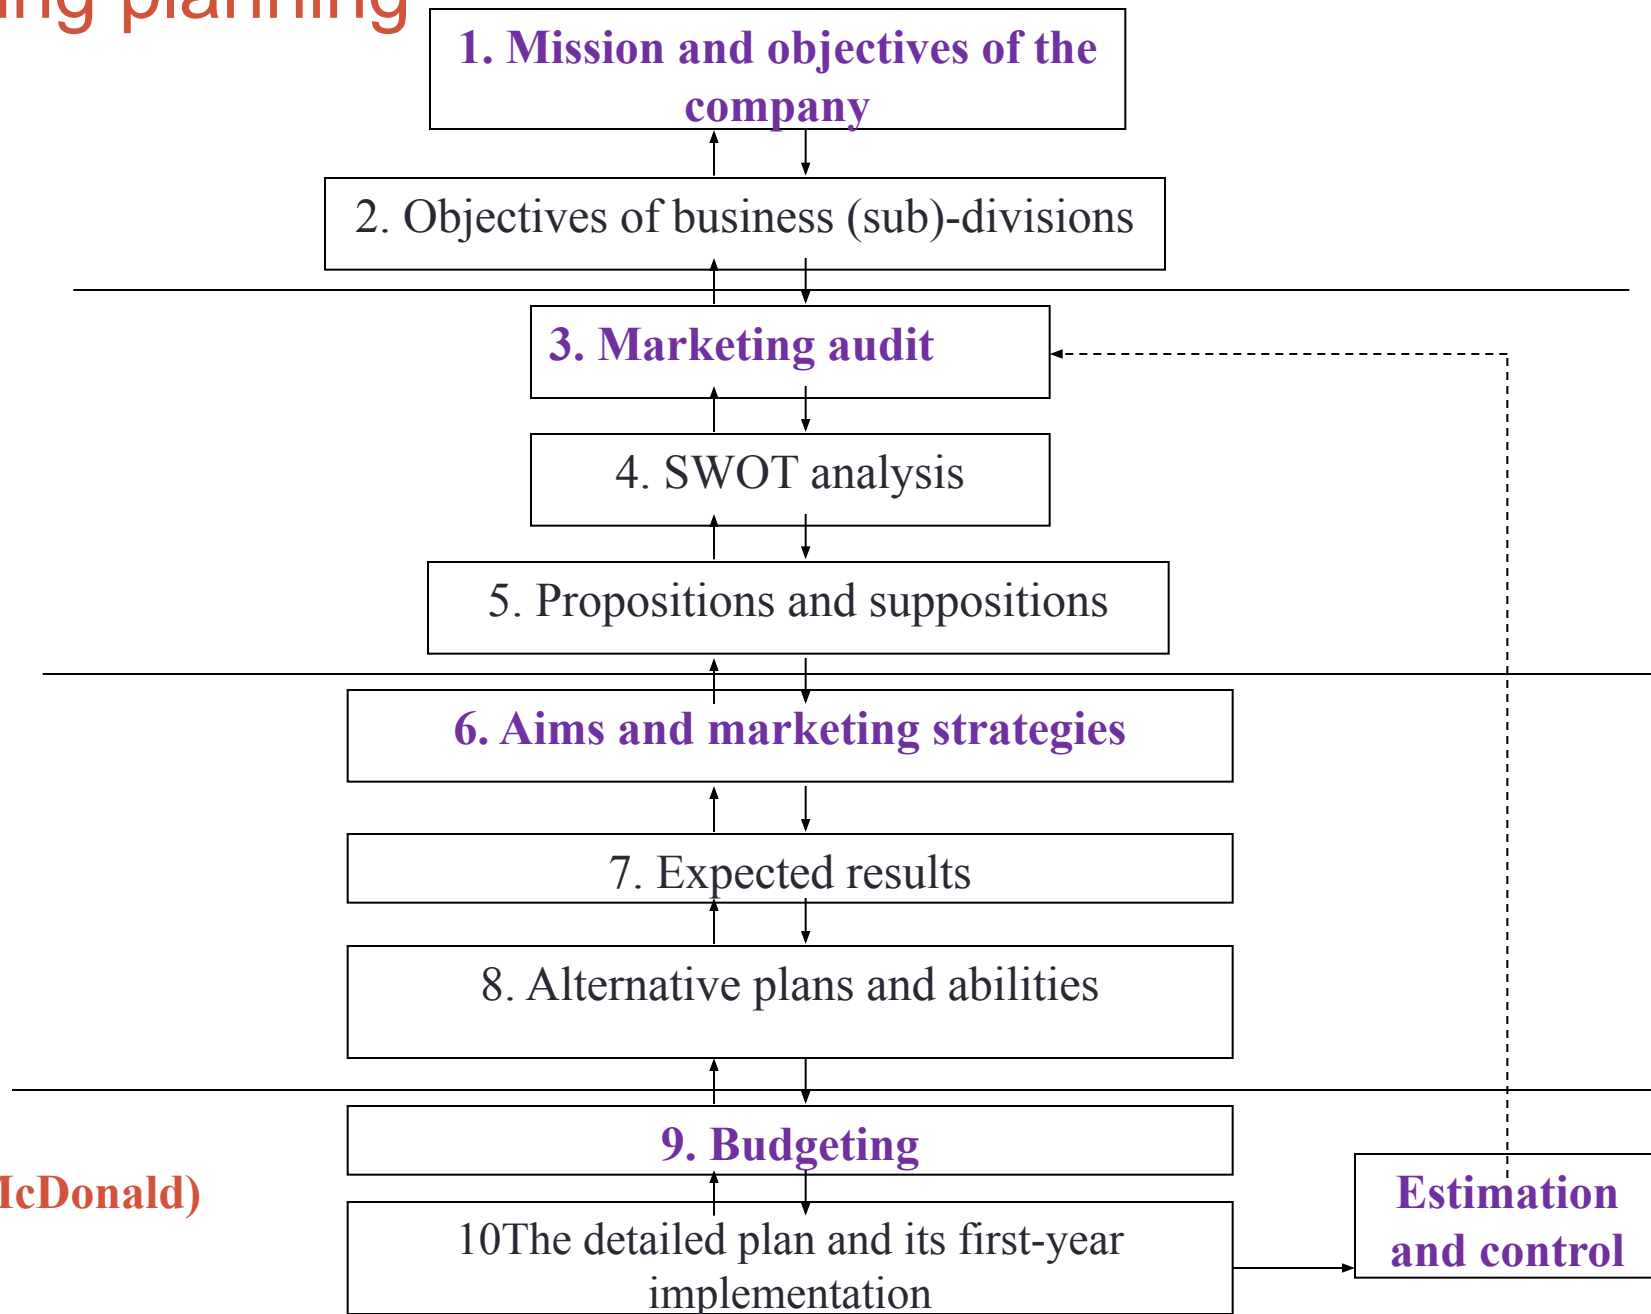 ing planning
1. Mission and objectives of the
company
2. Objectives of business (sub)-divisions
3. Marketing audit
4. SWOT analysis
5. Propositions and suppositions
6. Aims and marketing strategies
7. Expected results
8. Alternative plans and abilities
9. Budgeting
McDonald)
10The detailed plan and its first-year
implementation
Estimation
and control